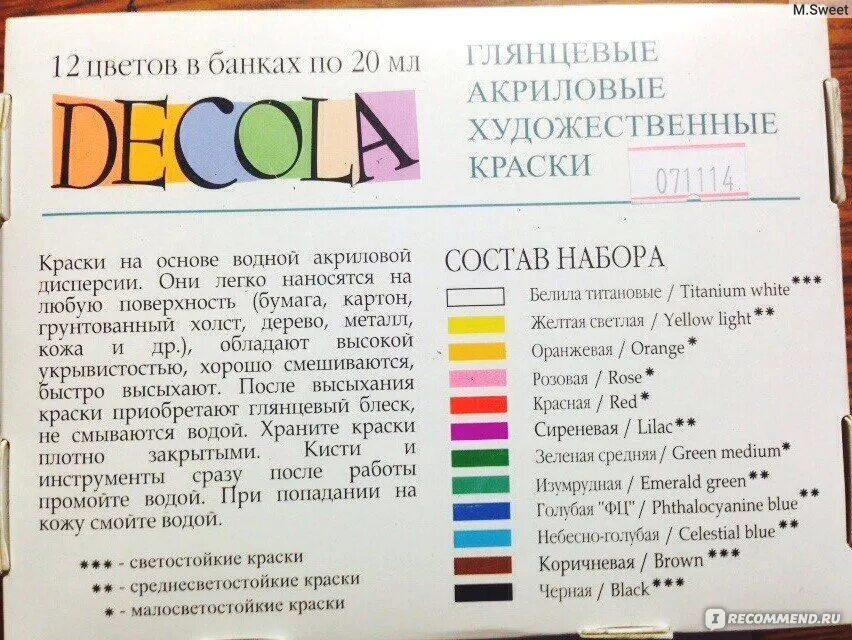 M.Sweet
12 цветов в банках по 20 мл
DECOLA
ГЛЯНЦЕВЫЕ
АКРИЛОВЫЕ
ХУДОЖЕСТВЕННЫЕ
КРАСКИ
071114
Краски на основе водной акриловой
дисперсии. Они легко наносятся на
любую поверхность (бумага, картон,
грунтованный холст, дерево, металл,
кожа и др.), обладают высокой
укрывистостью, хорошо смешиваются,
быстро высыхают. После высыхания
краски приобретают глянцевый блеск,
не смываются водой. Храните краски
плотно закрытыми. Кисти и
инструменты сразу после работы
промойте водой. При попадании на
кожу смойте водой.
*** - светостойкие краски
** - среднесветостойкие краски
* - малосветостойкие краски
СОСТАВ НАБОРА
Белила титановые / Titanium white***
Желтая светлая / Yellow light**
Оранжевая / Orange*
Розовая / Rose*
Красная / Red*
Сиреневая / Lilac**
Зеленая средняя / Green medium*
Изумрудная / Emerald green**
Голубая "ФЦ" / Phthalocyanine blue**
Небесно-голубая / Celestial blue**
Коричневая / Brown***
Черная / Black***
I RECOMMEND.RU